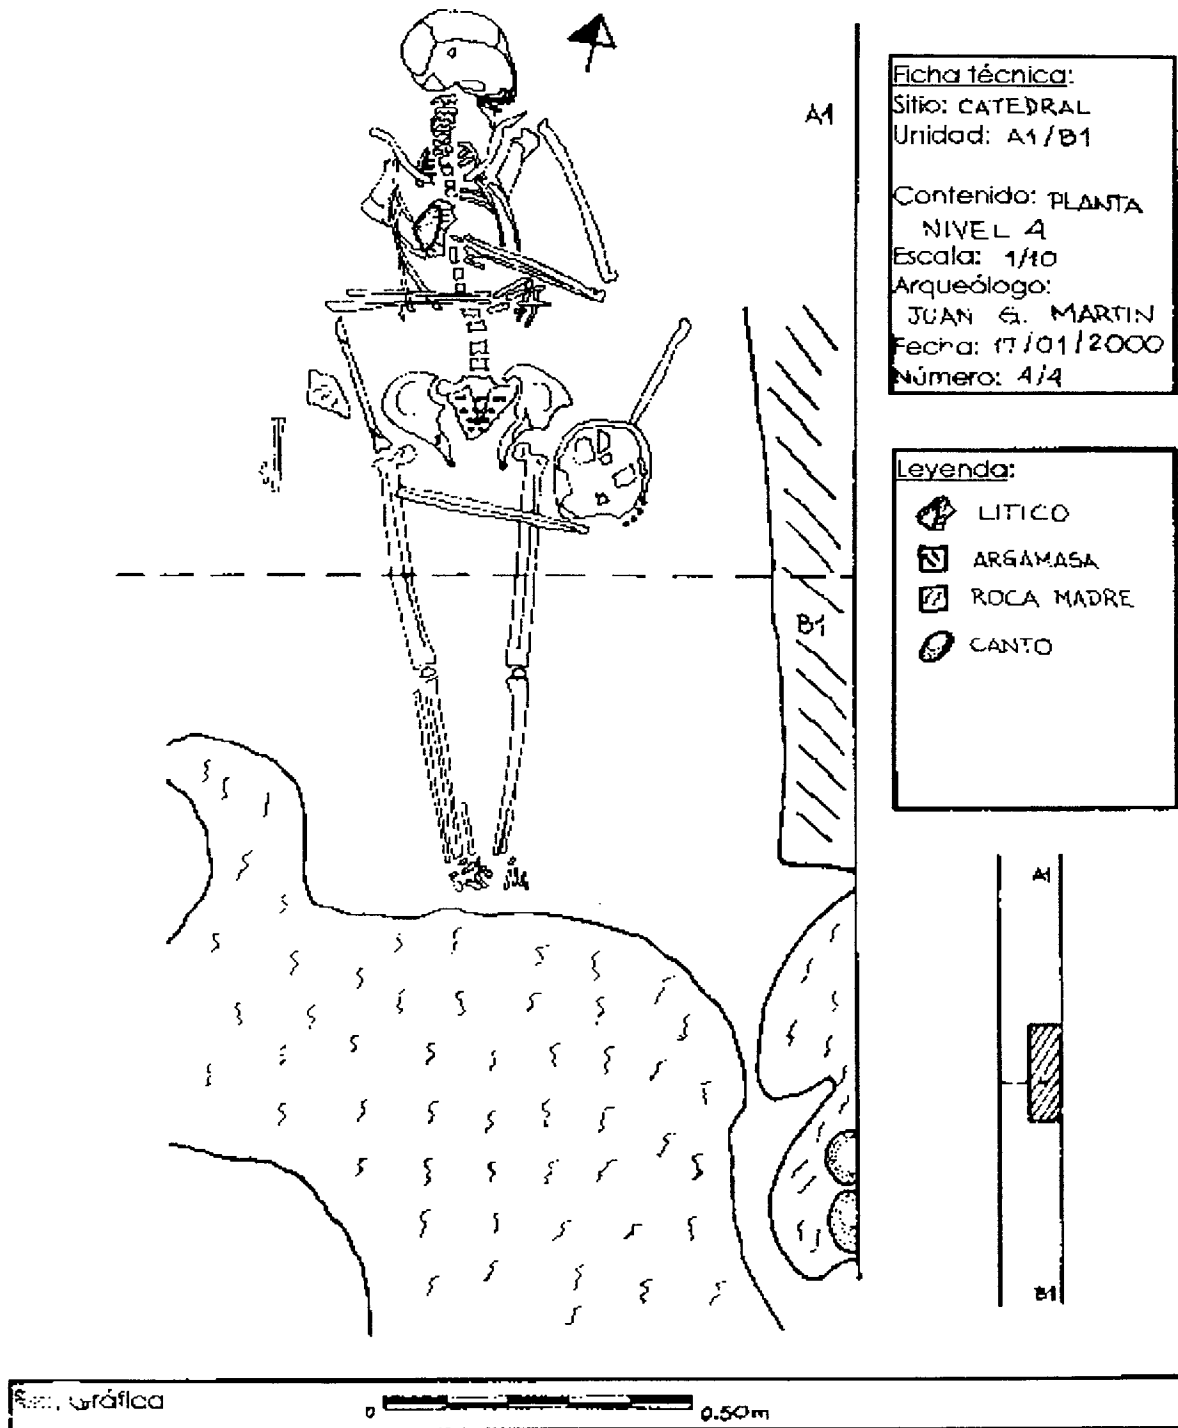 A1
Ficha técnica:
Sitio: CATEDRAL
Unidad: A1/B1
Contenido: PLANTA
NIVEL 4
Escala: 1/10
Arqueólogo:
JUAN G. MARTIN
Fecha: 17/01/2000
Número: 4/4
Leyenda:
LITICO
ARGAMASA
ROCA MADRE
CANTO
B1
A1
B1
Gráfica
0 0.50m